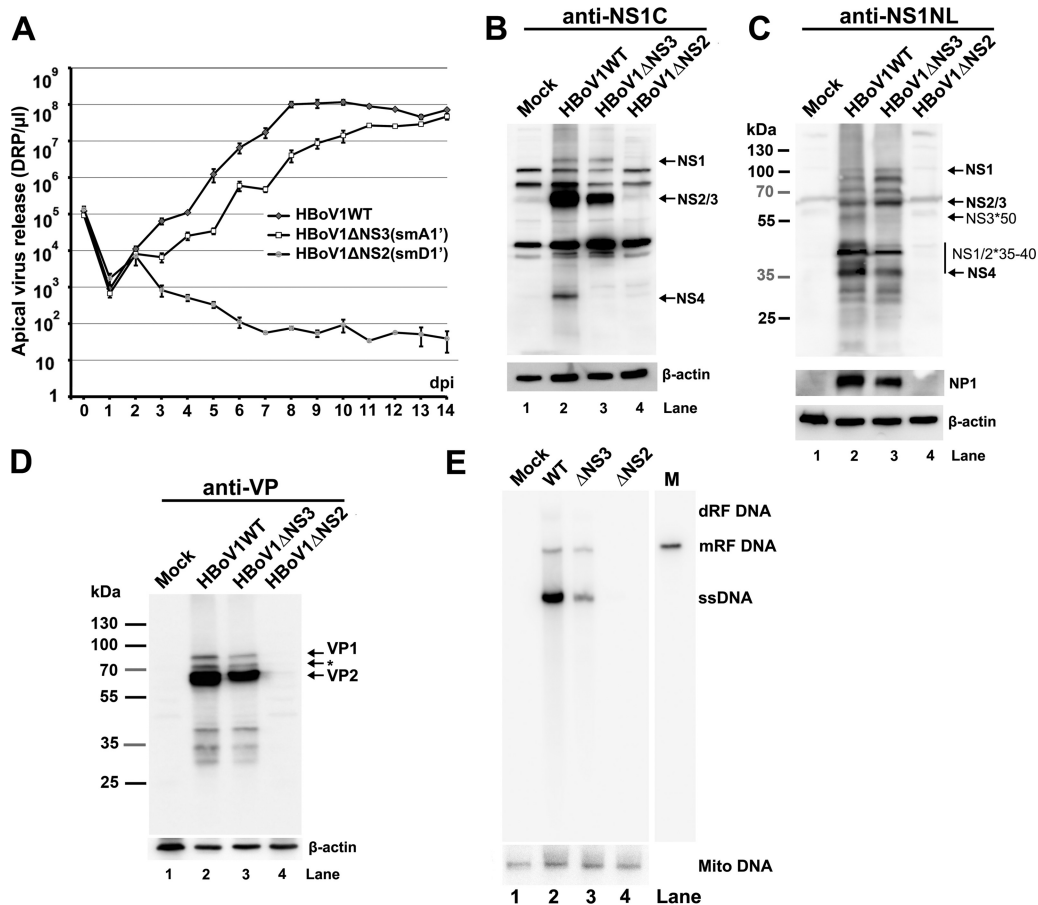 A
Apical virus release (DRP/µl)
10⁹
10⁸
10⁷
10⁶
10⁵
10⁴
10³
10²
10
1
HBoV1WT
HBoV1ΔNS3(smA1’)
HBoV1ΔNS2(smD1’)
dpi
0 1 2 3 4 5 6 7 8 9 10 11 12 13 14
B
anti-NS1C
Mock HBoV1WT HBoV1ΔNS3 HBoV1ΔNS2
NS1
NS2/3
NS4
β-actin
1 2 3 4 Lane
C
anti-NS1NL
Mock HBoV1WT HBoV1ΔNS3 HBoV1ΔNS2
kDa
130
100
70
55
35
25
NS1
NS2/3
NS3*50
NS1/2*35-40
NS4
NP1
β-actin
1 2 3 4 Lane
D
anti-VP
Mock HBoV1WT HBoV1ΔNS3 HBoV1ΔNS2
kDa
130
100
70
55
35
25
VP1
*
VP2
β-actin
1 2 3 4 Lane
E
Mock WT ΔNS3 ΔNS2 M
dRF DNA
mRF DNA
ssDNA
Mito DNA
1 2 3 4 Lane